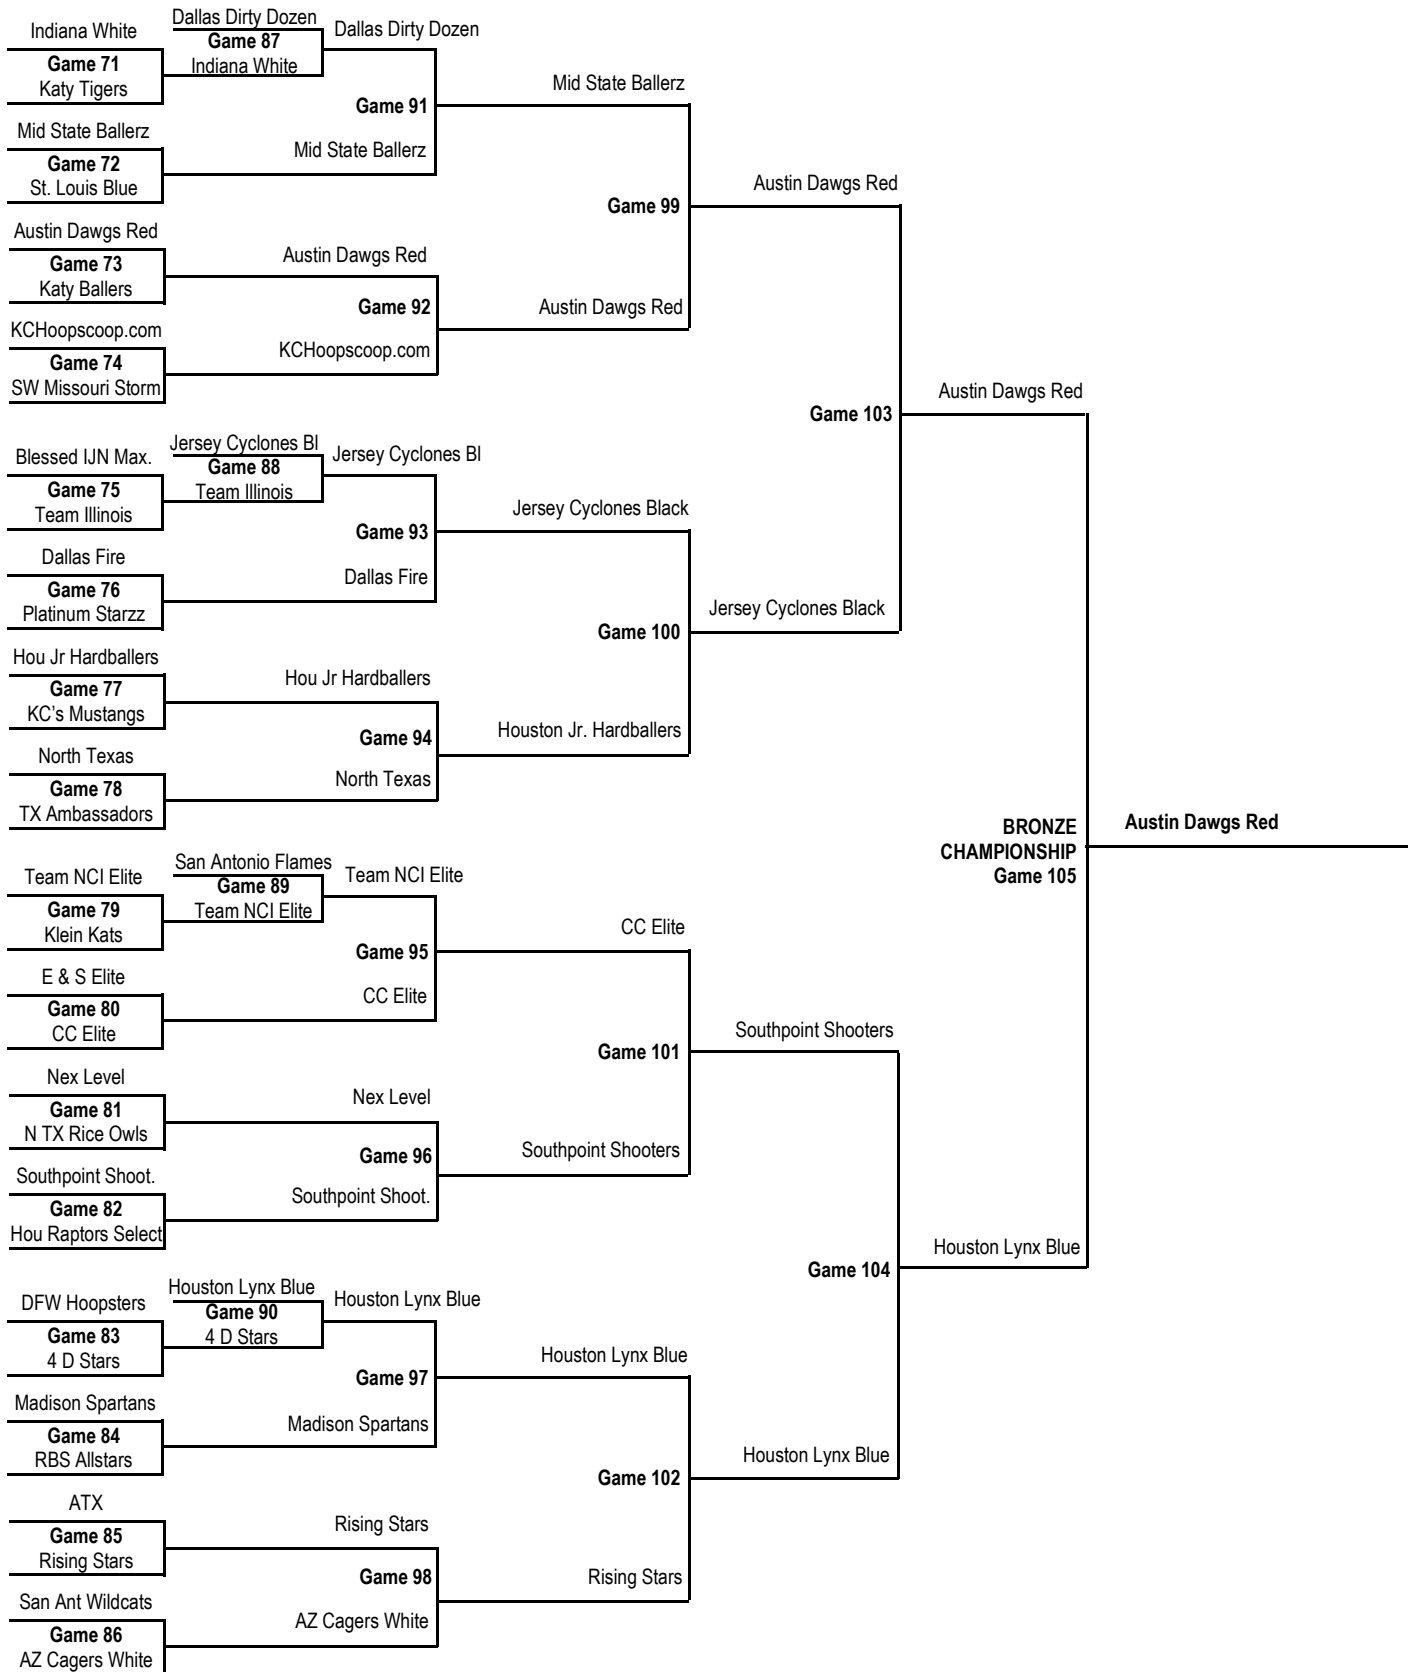 Indiana White
Game 71
Katy Tigers
Mid State Ballerz
Game 72
St. Louis Blue
Austin Dawgs Red
Game 73
Katy Ballers
KCHoopscoop.com
Game 74
SW Missouri Storm
Blessed IJN Max.
Game 75
Team Illinois
Dallas Fire
Game 76
Platinum Starzz
Hou Jr Hardballers
Game 77
KC's Mustangs
North Texas
Game 78
TX Ambassadors
Team NCI Elite
Game 79
Klein Kats
E & S Elite
Game 80
CC Elite
Nex Level
Game 81
N TX Rice Owls
Southpoint Shoot.
Game 82
Hou Raptors Select
DFW Hoopsters
Game 83
4 D Stars
Madison Spartans
Game 84
RBS Allstars
ATX
Game 85
Rising Stars
San Ant Wildcats
Game 86
AZ Cagers White
Dallas Dirty Dozen
Game 87
Indiana White
Jersey Cyclones Bl
Game 88
Team Illinois
San Antonio Flames
Game 89
Team NCI Elite
Houston Lynx Blue
Game 90
4 D Stars
Dallas Dirty Dozen
Game 91
Mid State Ballerz
Austin Dawgs Red
Game 92
KCHoopscoop.com
Jersey Cyclones Bl
Game 93
Dallas Fire
Hou Jr Hardballers
Game 94
North Texas
Team NCI Elite
Game 95
CC Elite
Nex Level
Game 96
Southpoint Shoot.
Houston Lynx Blue
Game 97
Madison Spartans
Rising Stars
Game 98
AZ Cagers White
Mid State Ballerz
Game 99
Austin Dawgs Red
Jersey Cyclones Black
Game 100
Houston Jr. Hardballers
CC Elite
Game 101
Southpoint Shooters
Houston Lynx Blue
Game 102
Rising Stars
Austin Dawgs Red
Game 103
Jersey Cyclones Black
Southpoint Shooters
Game 104
Houston Lynx Blue
Austin Dawgs Red
BRONZE
CHAMPIONSHIP
Game 105
Houston Lynx Blue
Austin Dawgs Red